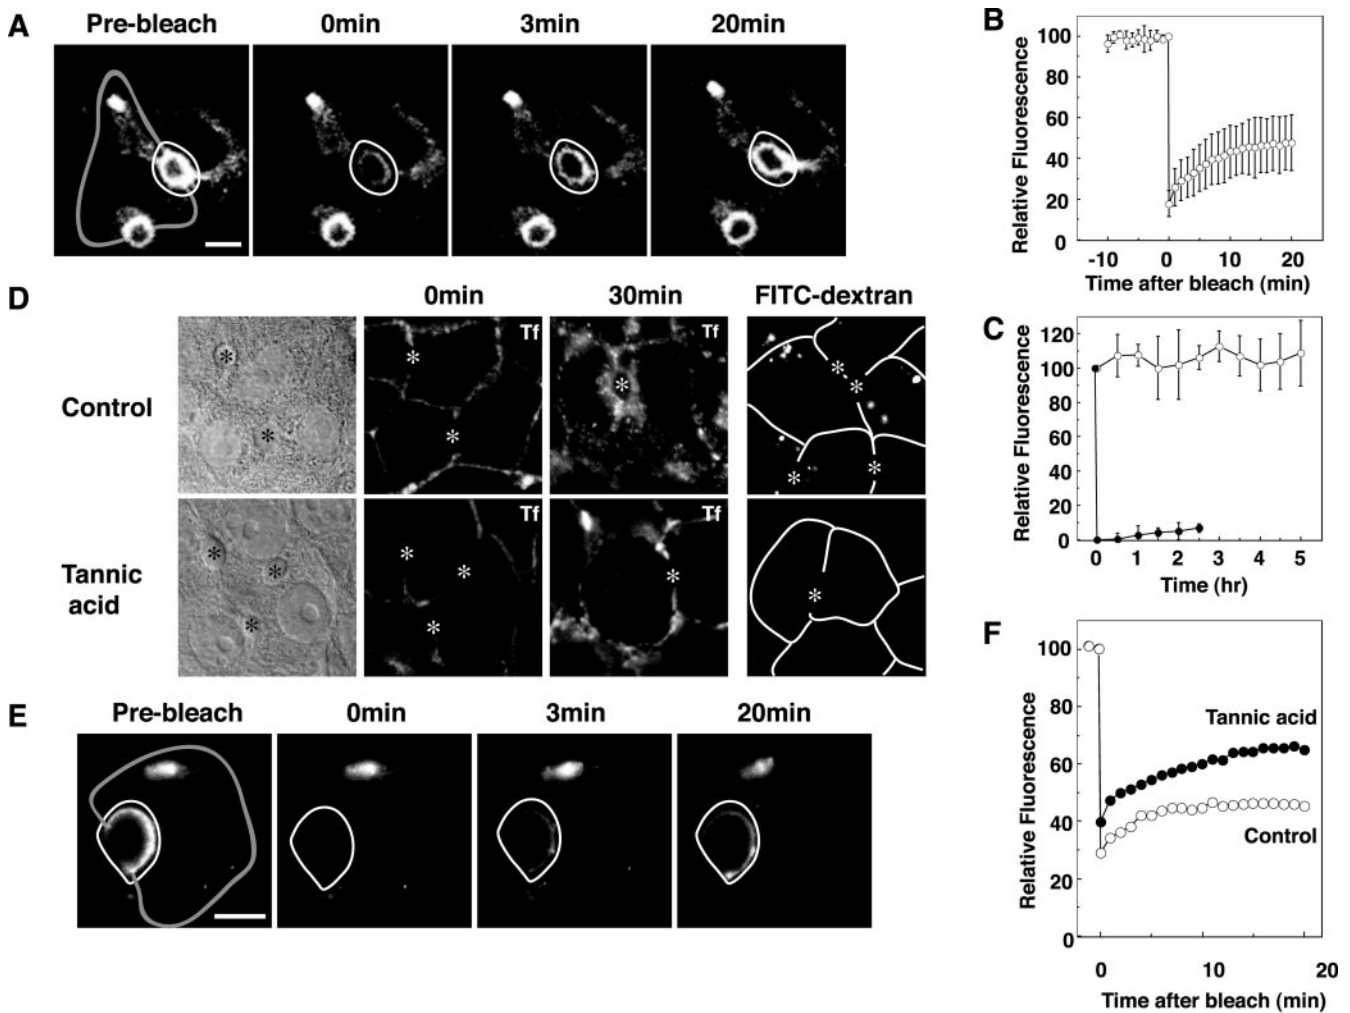 A
Pre-bleach 0min 3min 20min
B
Relative Fluorescence
100
80
60
40
20
0
-10 0 10 20
Time after bleach (min)
D
0min 30min FITC-dextran
Control
* * Tf * * Tf * * * * *
Tannic
acid
* * * Tf * * * Tf * *
C
Relative Fluorescence
120
100
80
60
40
20
0
0 1 2 3 4 5
Time (hr)
E
Pre-bleach 0min 3min 20min
F
Relative Fluorescence
100
80
60
40
20
0
Tannic acid
Control
0 10 20
Time after bleach (min)